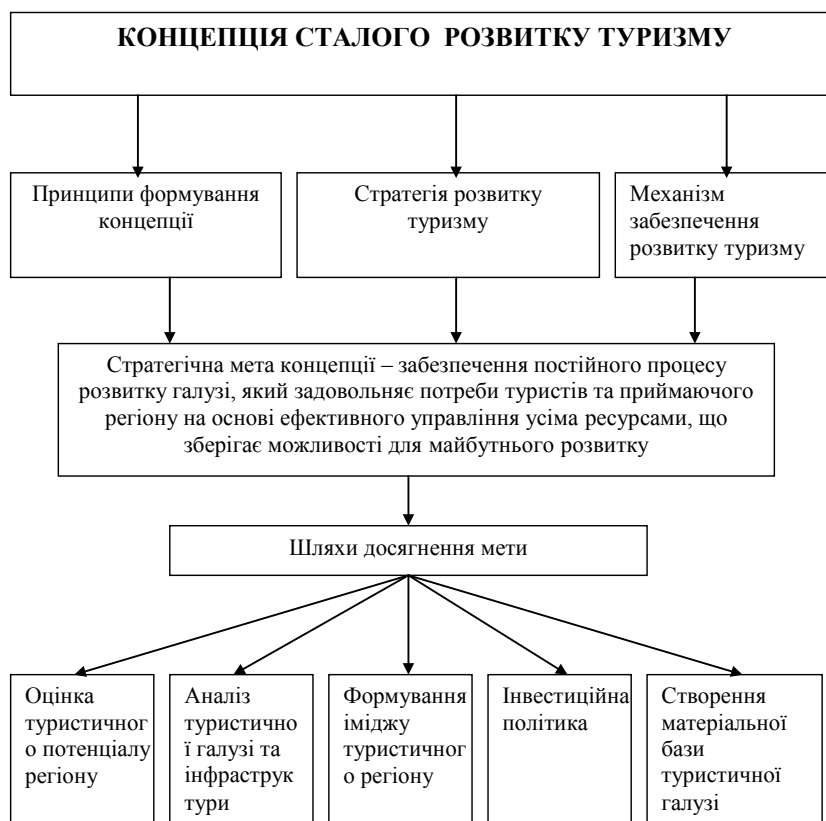 КОНЦЕПЦІЯ СТАЛОГО РОЗВИТКУ ТУРИЗМУ
Принципи формування
концепції
Стратегія розвитку
туризму
Механізм
забезпечення
розвитку туризму
Стратегічна мета концепції – забезпечення постійного процесу
розвитку галузі, який задовольняє потреби туристів та приймаючого
регіону на основі ефективного управління усіма ресурсами, що
зберігає можливості для майбутнього розвитку
Шляхи досягнення мети
Оцінка
туристичног
о потенціалу
регіону
Аналіз
туристично
ї галузі та
інфраструк
тури
Формування
іміджу
туристичног
о регіону
Інвестиційна
політика
Створення
матеріальної
бази
туристичної
галузі